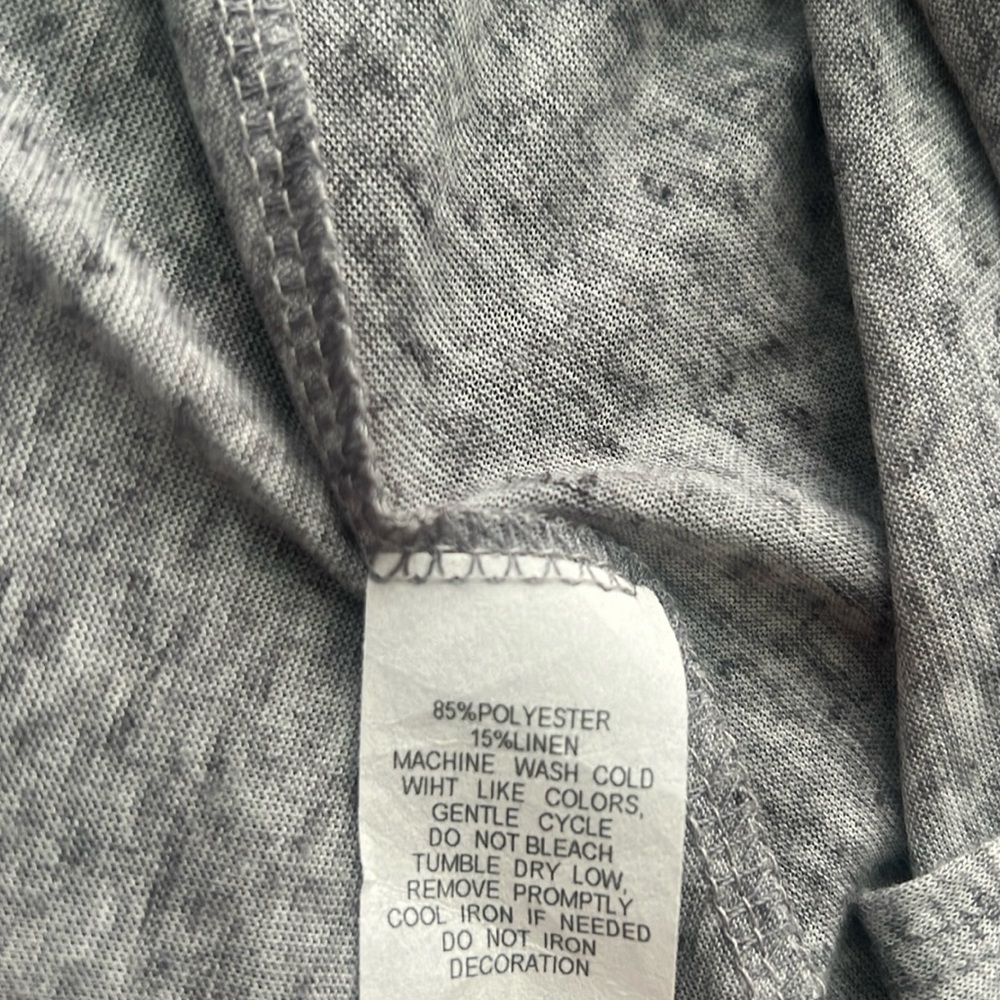 85%POLYESTER
15%LINEN
MACHINE WASH COLD
WIHT LIKE COLORS,
GENTLE CYCLE
DO NOT BLEACH
TUMBLE DRY LOW,
REMOVE PROMPTLY
COOL IRON IF NEEDED
DO NOT IRON
DECORATION